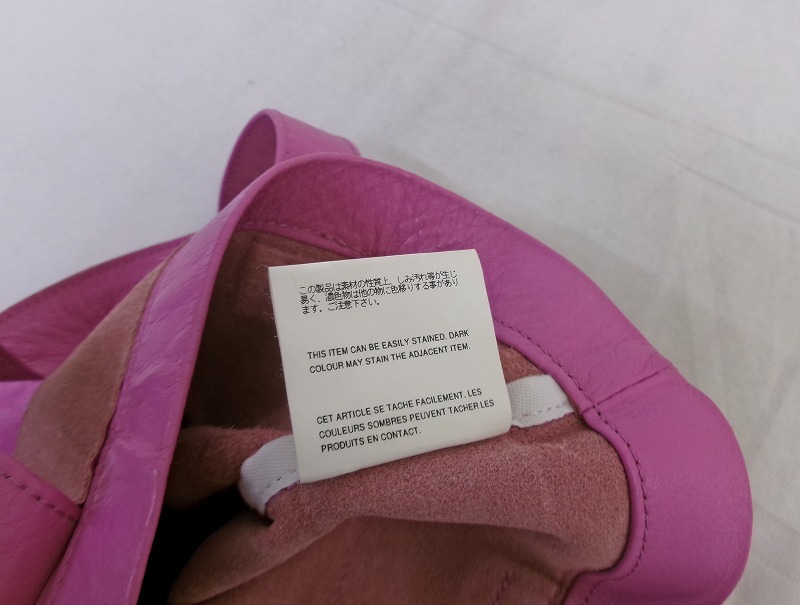 この製品は素材の性質上、しみ汚れ等が生じ
易く、濃色物は他の物に色移りする事があり
ます。ご注意下さい。
THIS ITEM CAN BE EASILY STAINED. DARK
COLOUR MAY STAIN THE ADJACENT ITEM.
CET ARTICLE SE TACHE FACILEMENT. LES
COULEURS SOMBRES PEUVENT TACHER LES
PRODUITS EN CONTACT.